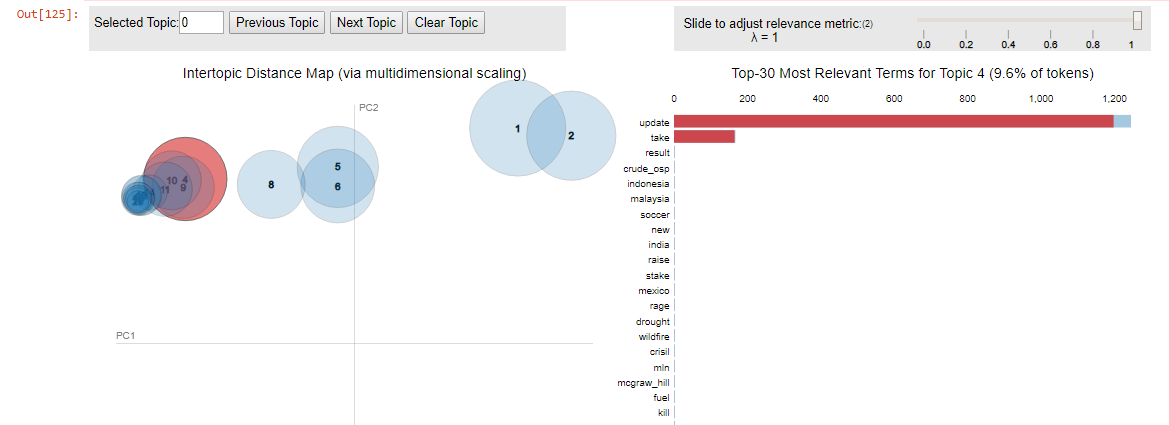 Out[125]:
Selected Topic: 0 Previous Topic Next Topic Clear Topic
Slide to adjust relevance metric:(2)
λ = 1
0.0 0.2 0.4 0.6 0.8 1
Intertopic Distance Map (via multidimensional scaling)
PC2
PC1
1
2
5
6
8
10 4
11 9
Top-30 Most Relevant Terms for Topic 4 (9.6% of tokens)
0 200 400 600 800 1,000 1,200
update
take
result
crude_osp
indonesia
malaysia
soccer
new
india
raise
stake
mexico
rage
drought
wildfire
crisil
mln
mcgraw_hill
fuel
kill